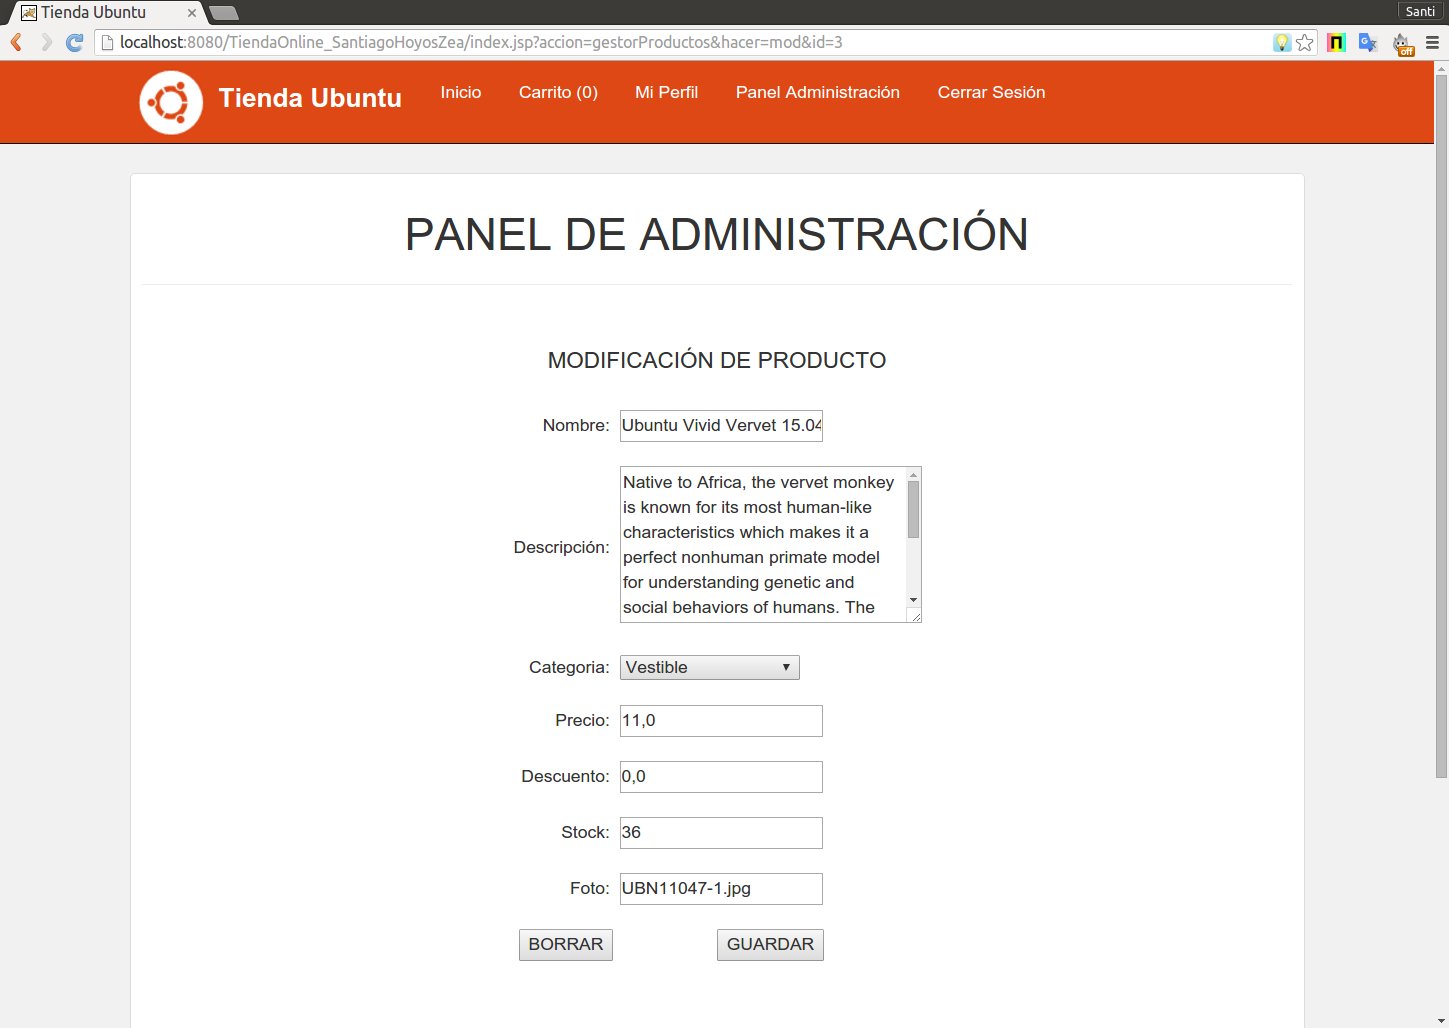 Tienda Ubuntu
Santi
localhost:8080/TiendaOnline_SantiagoHoyosZea/index.jsp?accion=gestorProductos&hacer=mod&id=3
off
Tienda Ubuntu Inicio Carrito (0) Mi Perfil Panel Administración Cerrar Sesión
PANEL DE ADMINISTRACIÓN
MODIFICACIÓN DE PRODUCTO
Nombre: Ubuntu Vivid Vervet 15.04
Descripción: Native to Africa, the vervet monkey
is known for its most human-like
characteristics which makes it a
perfect nonhuman primate model
for understanding genetic and
social behaviors of humans. The
Categoria: Vestible
Precio: 11,0
Descuento: 0,0
Stock: 36
Foto: UBN11047-1.jpg
BORRAR GUARDAR